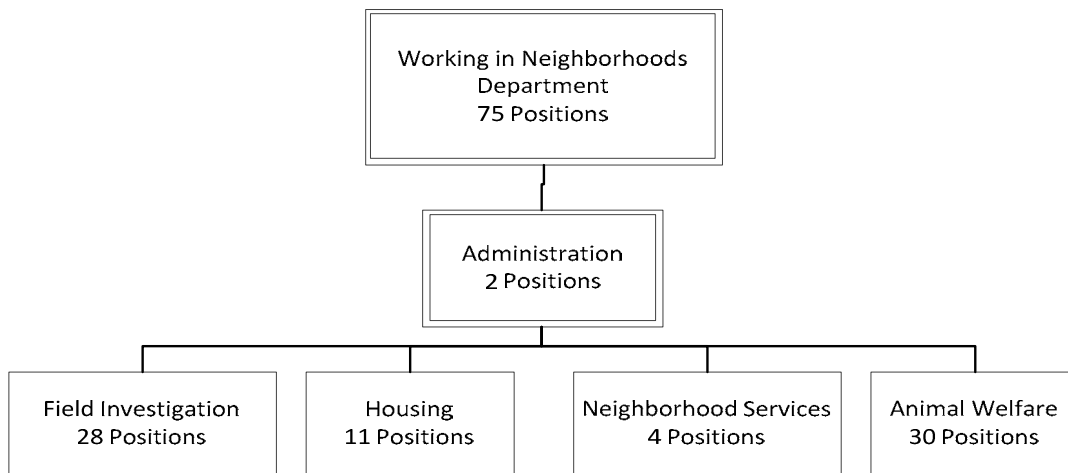 Working in Neighborhoods
Department
75 Positions
Administration
2 Positions
Field Investigation
28 Positions
Housing
11 Positions
Neighborhood Services
4 Positions
Animal Welfare
30 Positions